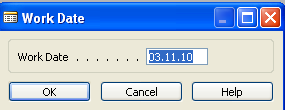 Work Date
Work Date . . . . . . . 03.11.10
OK Cancel Help